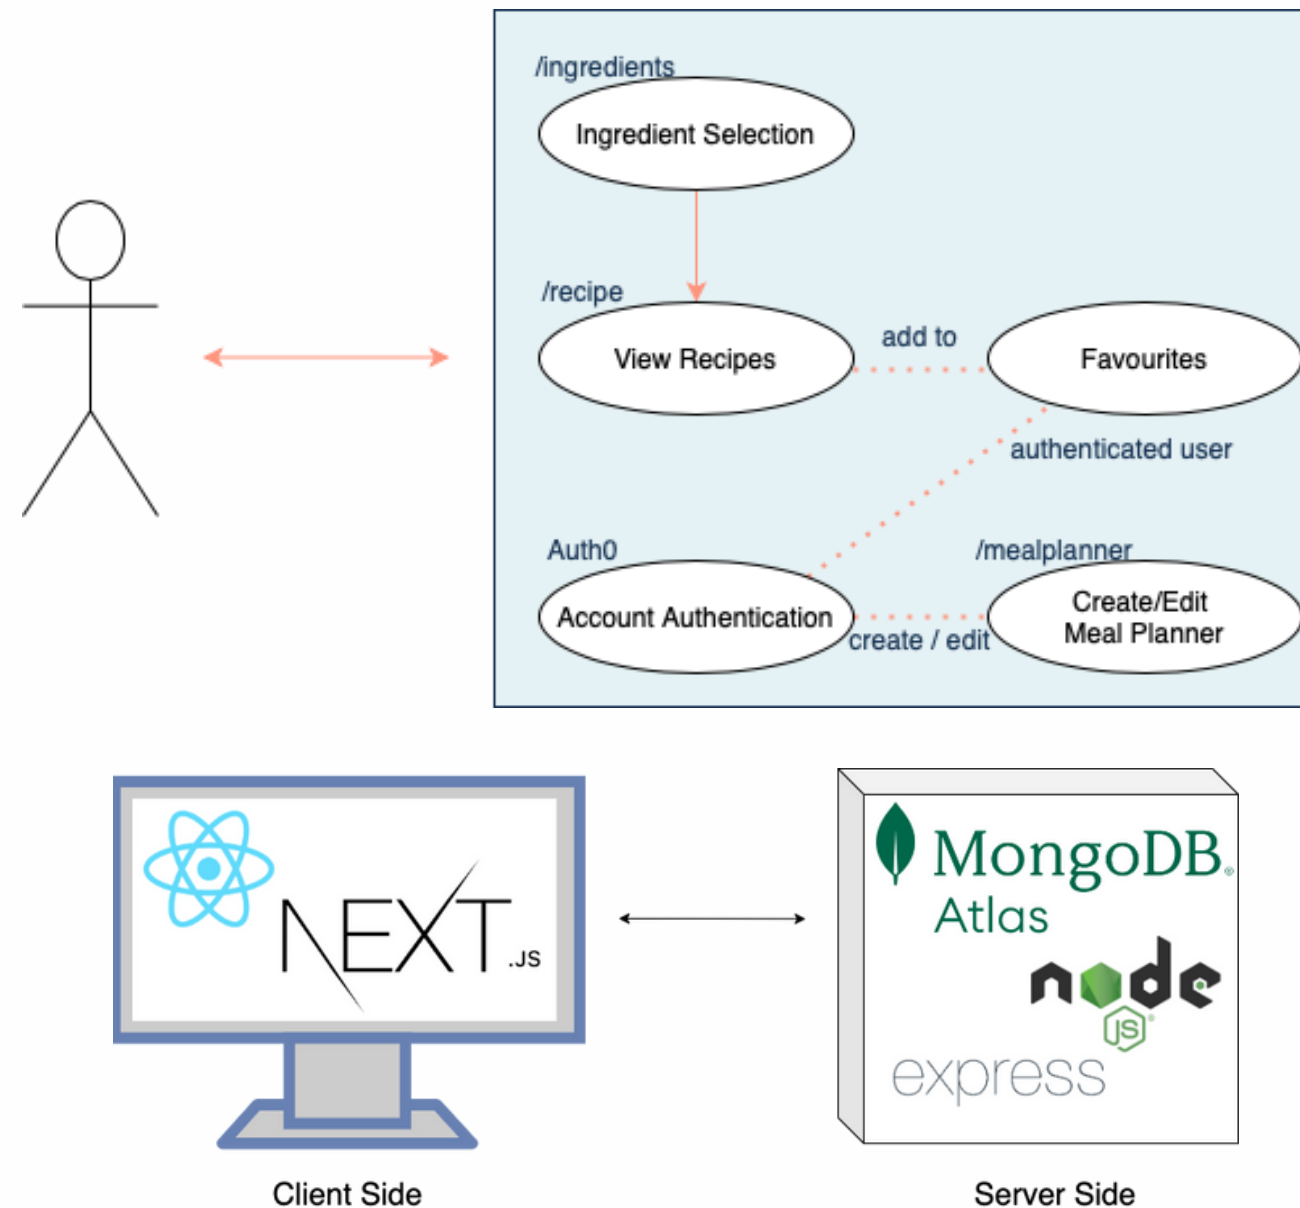 /ingredients
Ingredient Selection
/recipe
View Recipes
add to
Favourites
authenticated user
Auth0
Account Authentication
create / edit
/mealplanner
Create/Edit
Meal Planner
NEXT.JS
MongoDB®
Atlas
node
JS®
express
Client Side
Server Side